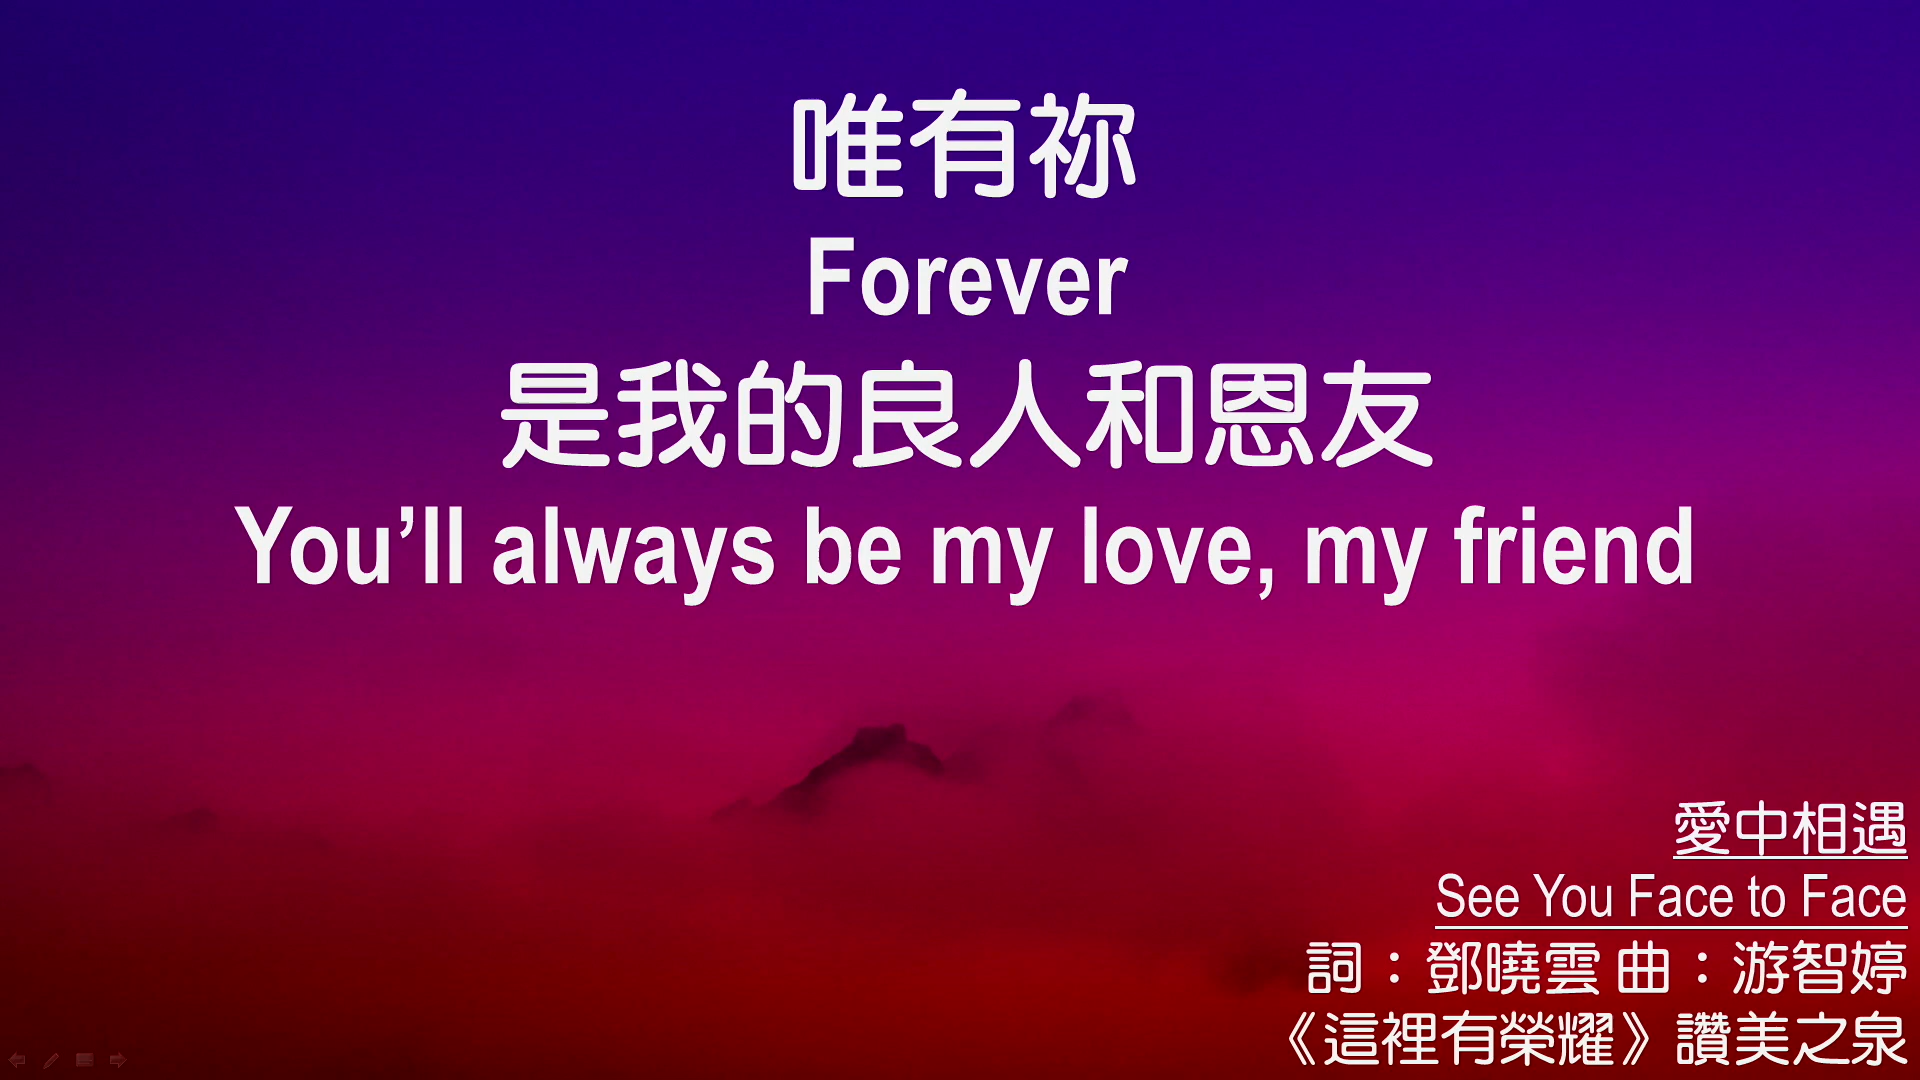 唯有祢
Forever
是我的良人和恩友
You’ll always be my love, my friend
愛中相遇
See You Face to Face
詞：鄧曉雲 曲：游智婷
《這裡有榮耀》讚美之泉